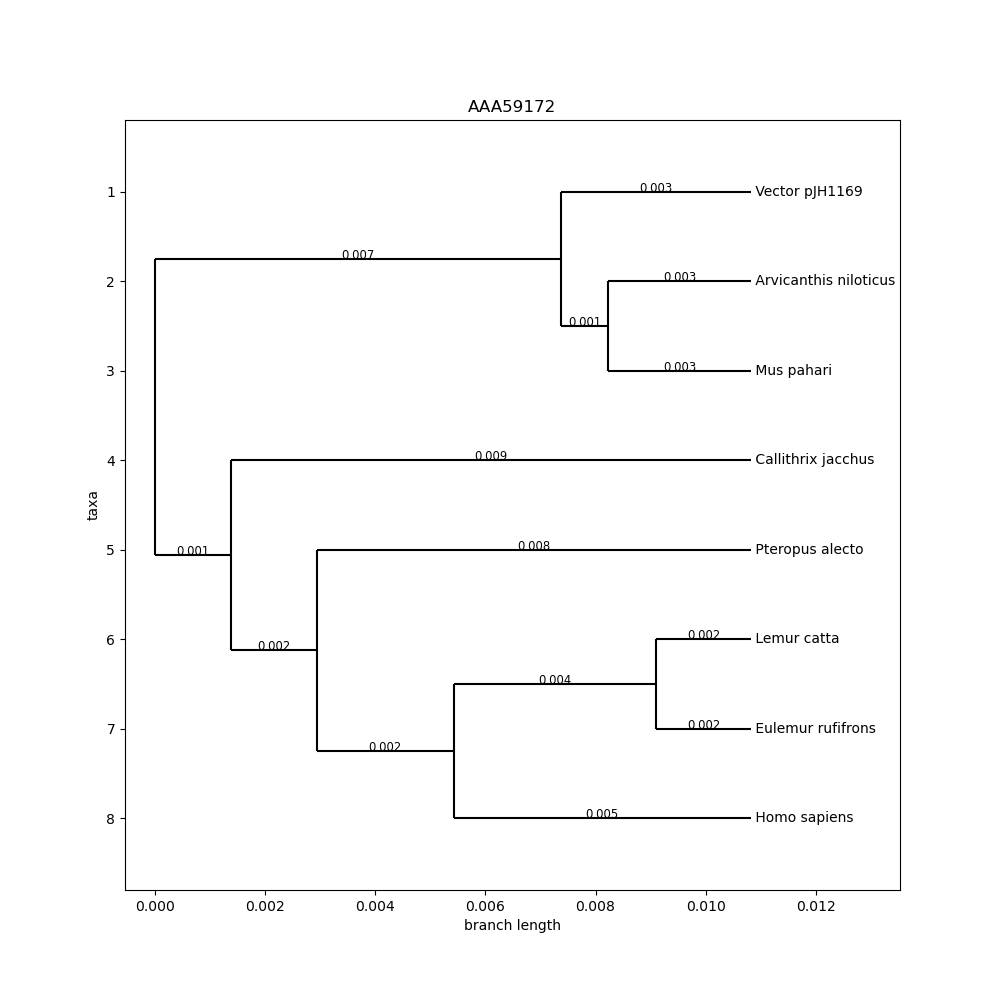 AAA59172
1
0.003
Vector pJH1169
0.007
2
0.003
Arvicanthis niloticus
0.001
3
0.003
Mus pahari
4
0.009
Callithrix jacchus
taxa
5
0.008
Pteropus alecto
0.001
6
0.002
Lemur catta
0.002
0.004
7
0.002
Eulemur rufifrons
0.002
8
0.005
Homo sapiens
0.000 0.002 0.004 0.006 0.008 0.010 0.012
branch length